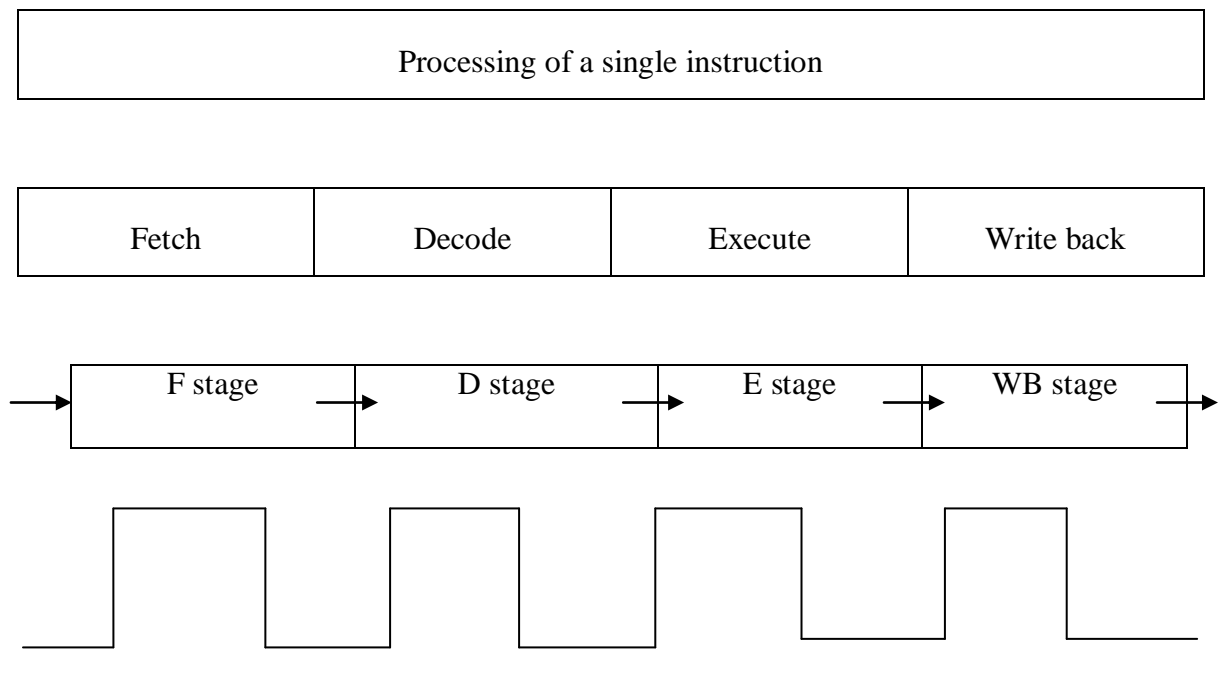 Processing of a single instruction
Fetch Decode Execute Write back
F stage D stage E stage WB stage